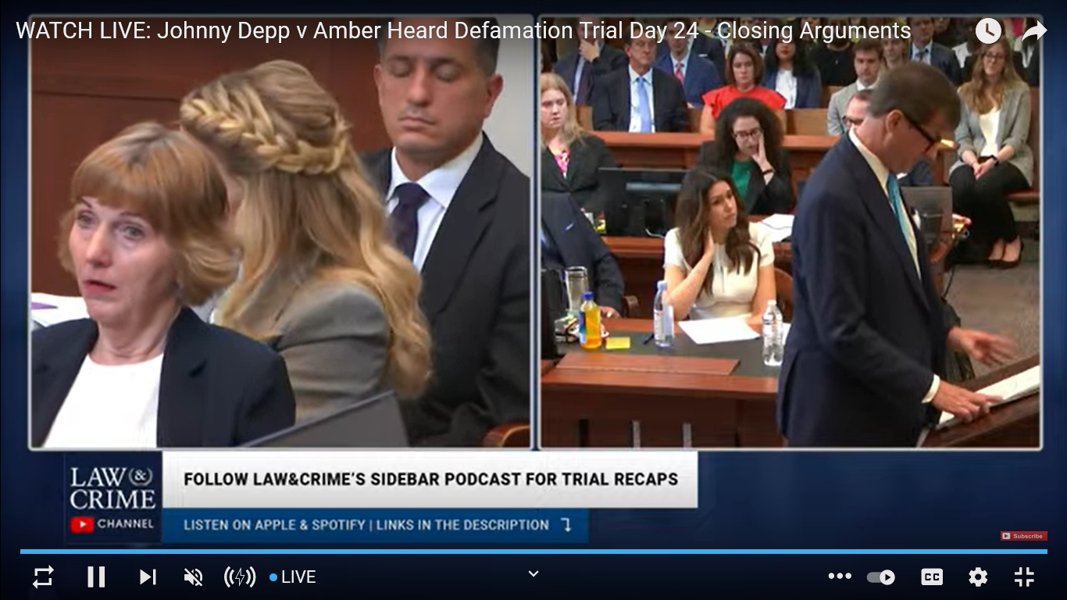 WATCH LIVE: Johnny Depp v Amber Heard Defamation Trial Day 24 - Closing Arguments
LAW&CRIME
CHANNEL
FOLLOW LAW&CRIME'S SIDEBAR PODCAST FOR TRIAL RECAPS
LISTEN ON APPLE & SPOTIFY | LINKS IN THE DESCRIPTION
Subscribe
LIVE
CC